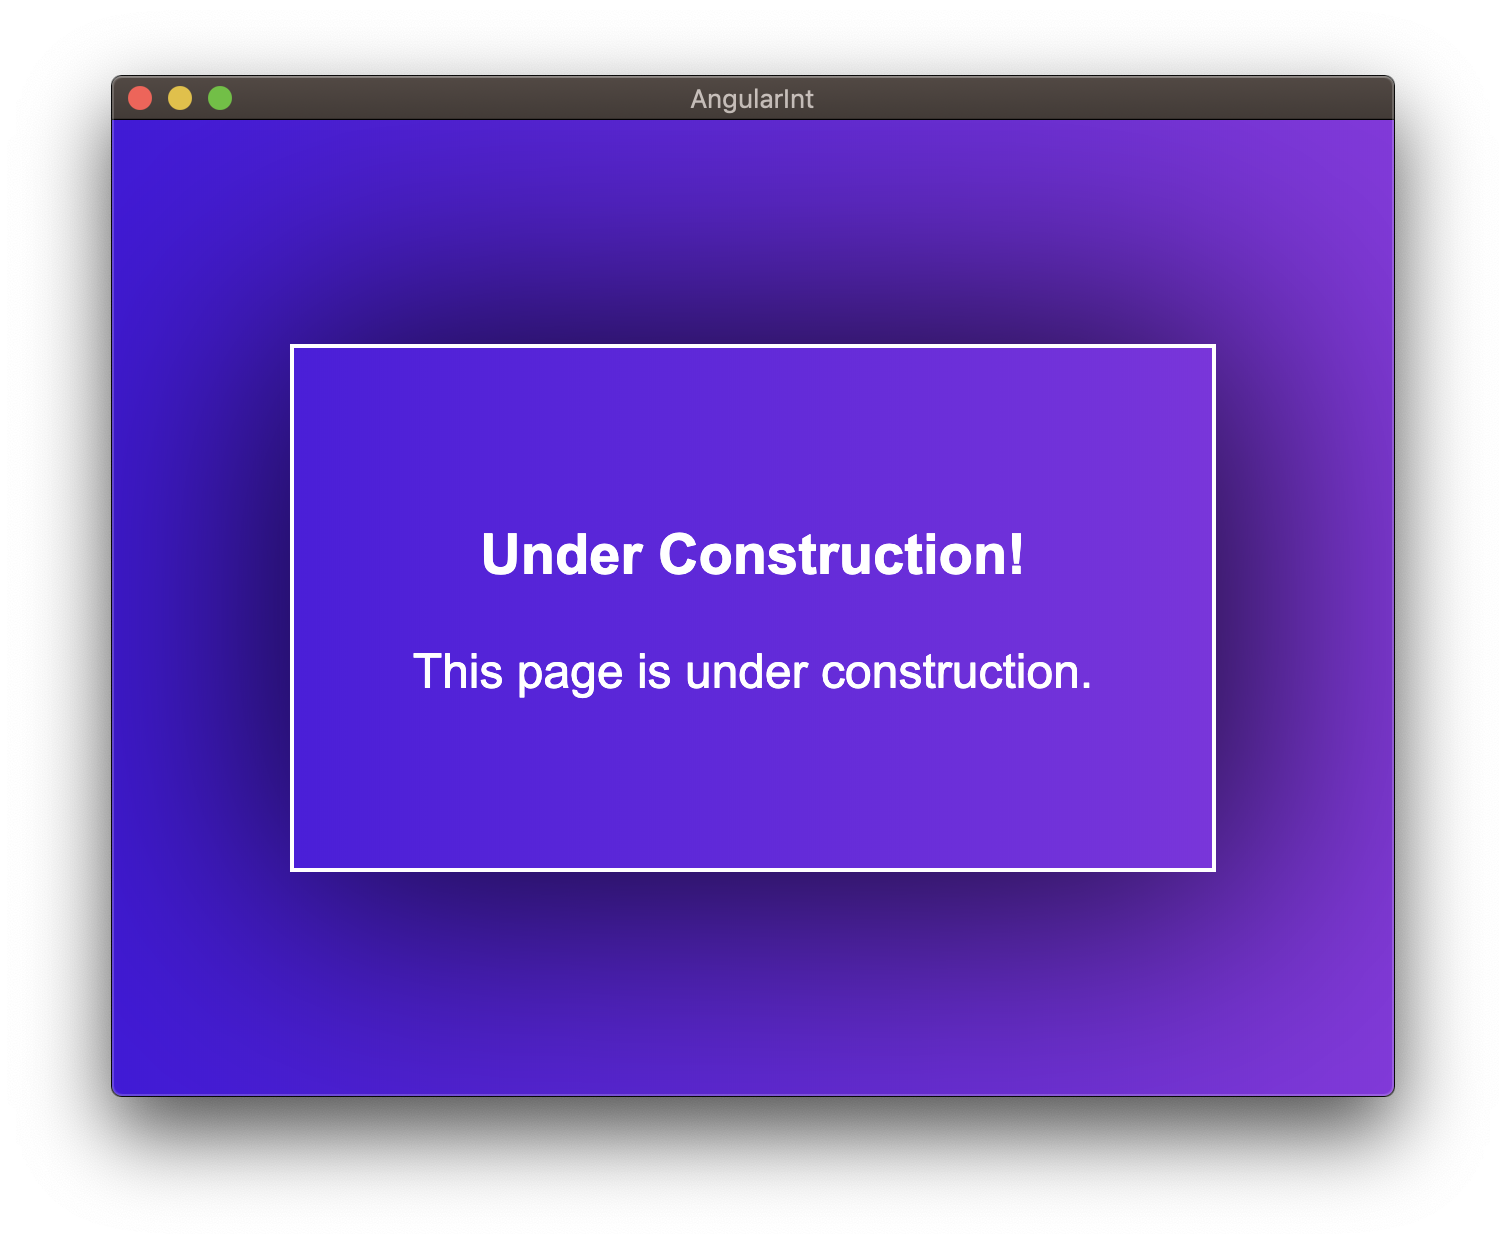 AngularInt
Under Construction!
This page is under construction.